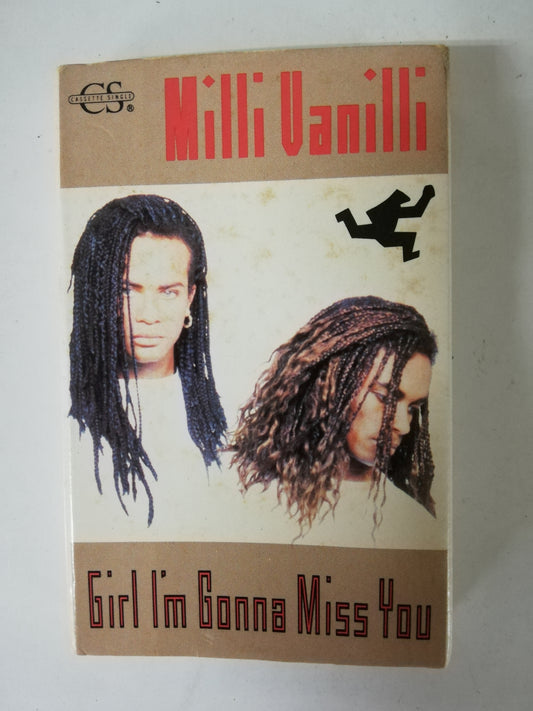 CS
CASSETTE SINGLE
®
Milli Vanilli
Girl I'm Gonna Miss You